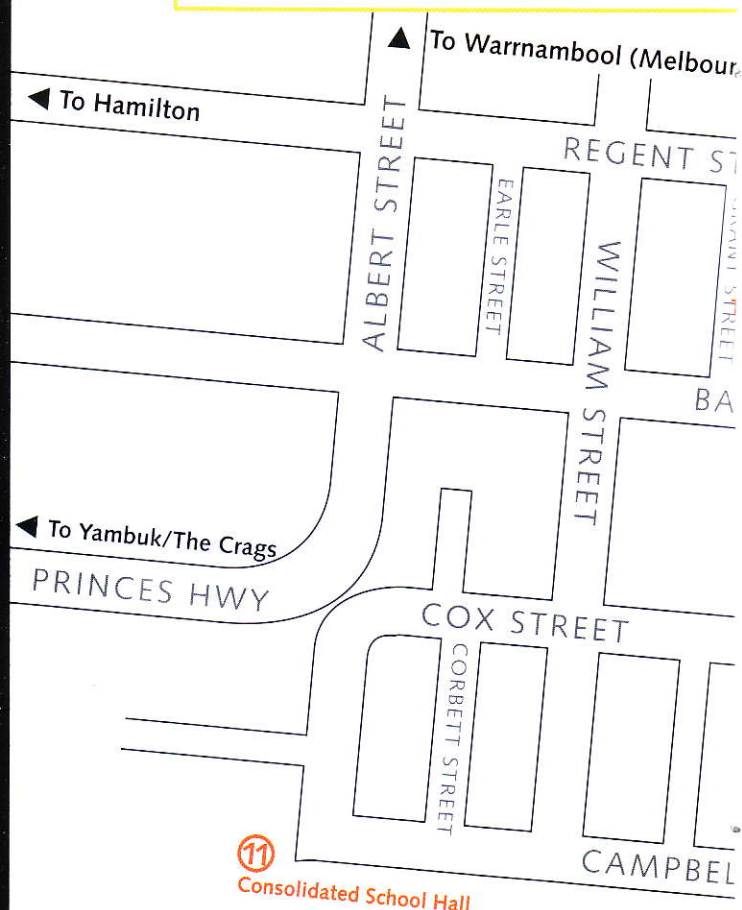 To Warrnambool (Melbour
To Hamilton
REGENT ST
ALBERT STREET
EARLE STREET
WILLIAM STREET
STREET
BA
To Yambuk/The Crags
PRINCES HWY
COX STREET
CORBETT STREET
11
CAMPBEL
Consolidated School Hall